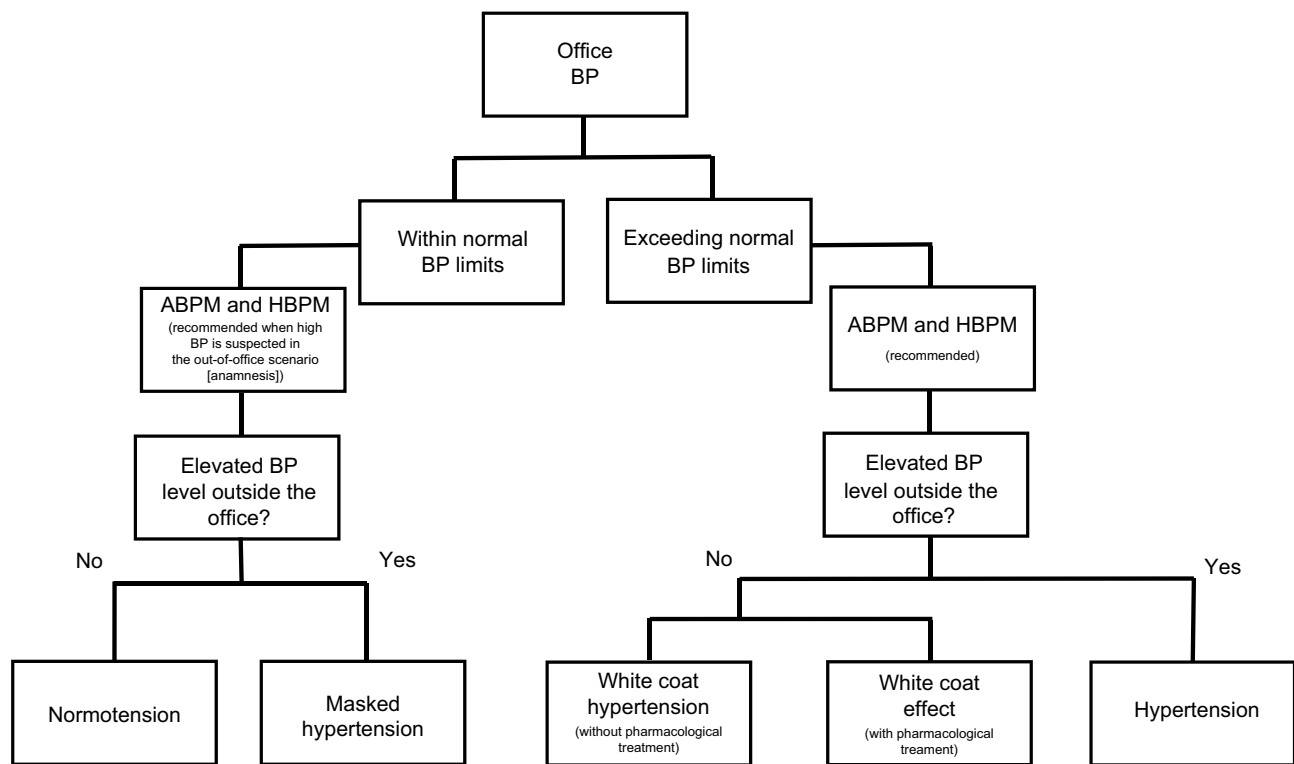 Office
BP
Within normal
BP limits
Exceeding normal
BP limits
ABPM and HBPM
(recommended when high
BP is suspected in
the out-of-office scenario
[anamnesis])
ABPM and HBPM
(recommended)
Elevated BP
level outside the
office?
Elevated BP
level outside the
office?
No
Yes
No
Yes
Normotension
Masked
hypertension
White coat
hypertension
(without pharmacological
treatment)
White coat
effect
(with pharmacological
treament)
Hypertension